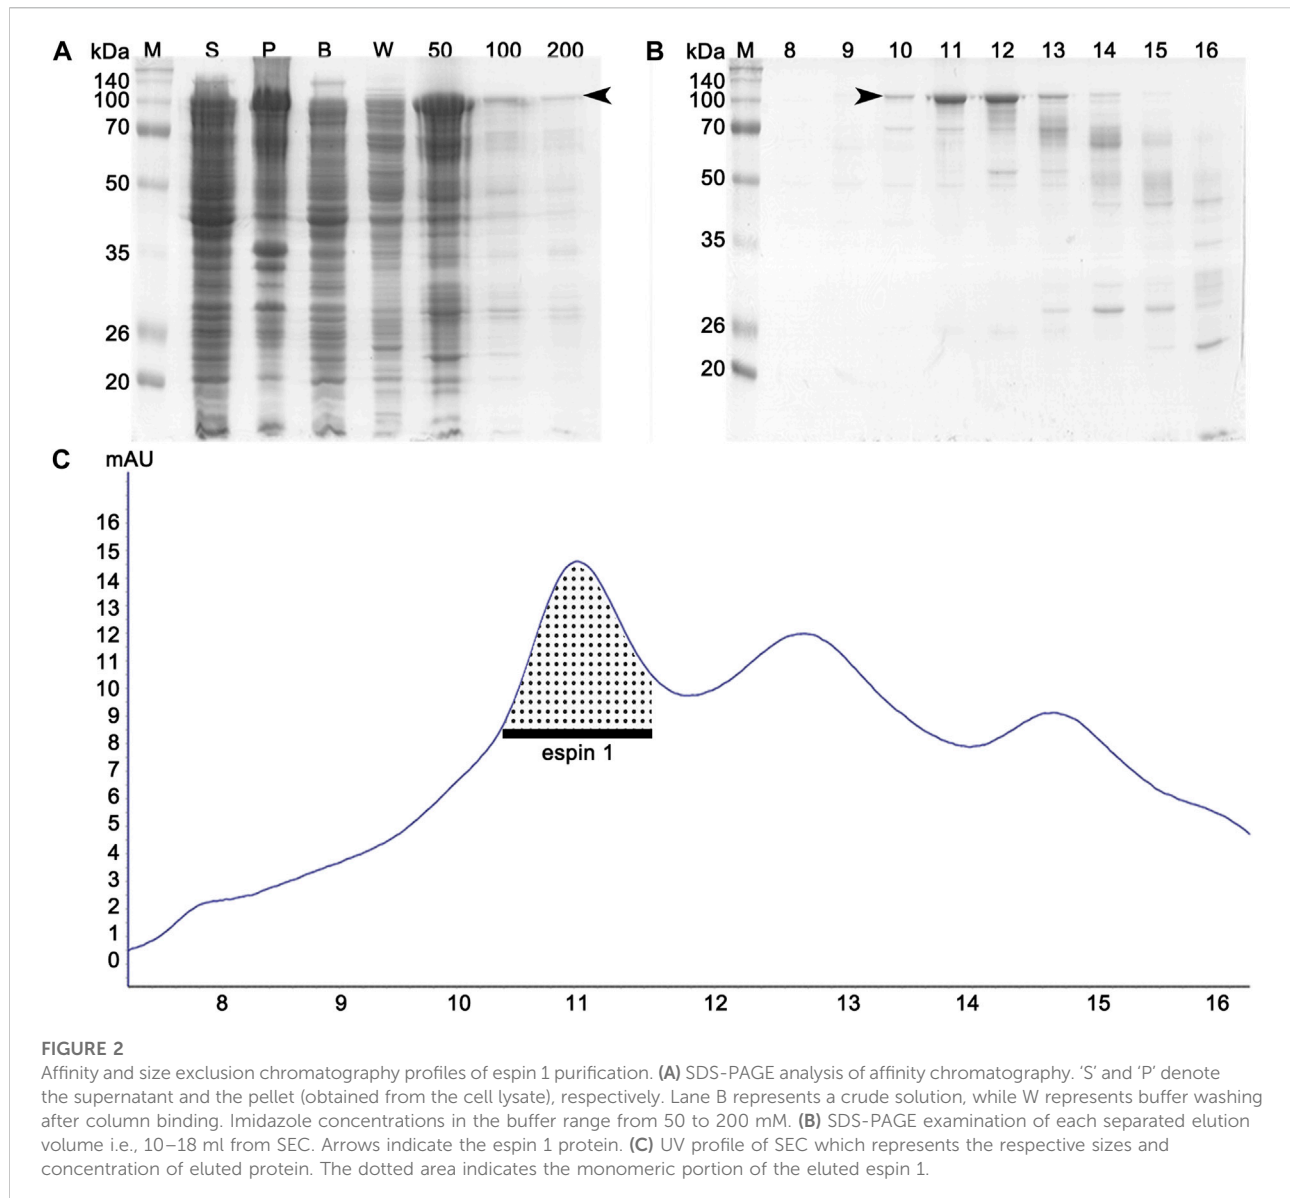 A kDa M S P B W 50 100 200
140
100
70
50
35
26
20
B kDa M 8 9 10 11 12 13 14 15 16
140
100
70
50
35
26
20
C mAU
16
15
14
13
12
11
10
9
8
7
6
5
4
3
2
1
0
espin 1
8 9 10 11 12 13 14 15 16
FIGURE 2
Affinity and size exclusion chromatography profiles of espin 1 purification. (A) SDS-PAGE analysis of affinity chromatography. ‘S’ and ‘P’ denote
the supernatant and the pellet (obtained from the cell lysate), respectively. Lane B represents a crude solution, while W represents buffer washing
after column binding. Imidazole concentrations in the buffer range from 50 to 200 mM. (B) SDS-PAGE examination of each separated elution
volume i.e., 10–18 ml from SEC. Arrows indicate the espin 1 protein. (C) UV profile of SEC which represents the respective sizes and
concentration of eluted protein. The dotted area indicates the monomeric portion of the eluted espin 1.